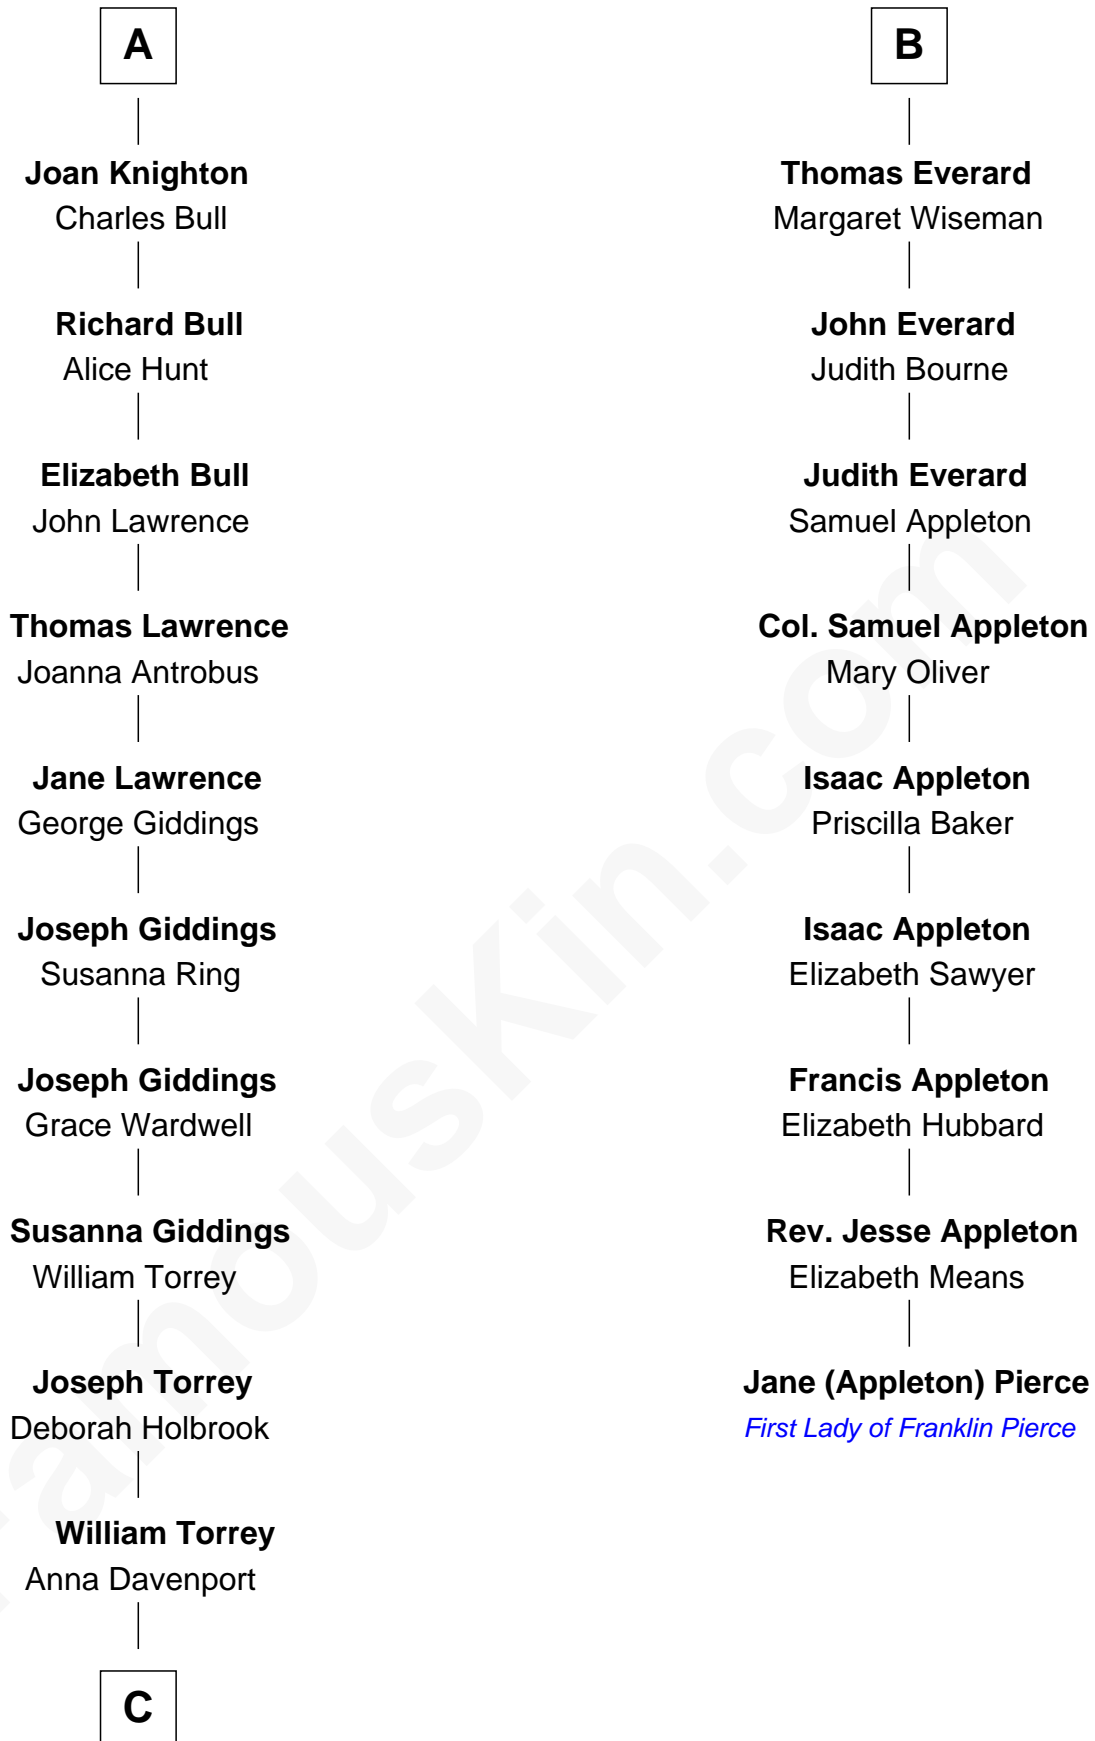 A
Joan Knighton
Charles Bull
Richard Bull
Alice Hunt
Elizabeth Bull
John Lawrence
Thomas Lawrence
Joanna Antrobus
Jane Lawrence
George Giddings
Joseph Giddings
Susanna Ring
Joseph Giddings
Grace Wardwell
Susanna Giddings
William Torrey
Joseph Torrey
Deborah Holbrook
William Torrey
Anna Davenport
C
B
Thomas Everard
Margaret Wiseman
John Everard
Judith Bourne
Judith Everard
Samuel Appleton
Col. Samuel Appleton
Mary Oliver
Isaac Appleton
Priscilla Baker
Isaac Appleton
Elizabeth Sawyer
Francis Appleton
Elizabeth Hubbard
Rev. Jesse Appleton
Elizabeth Means
Jane (Appleton) Pierce
First Lady of Franklin Pierce
FamousKin.com